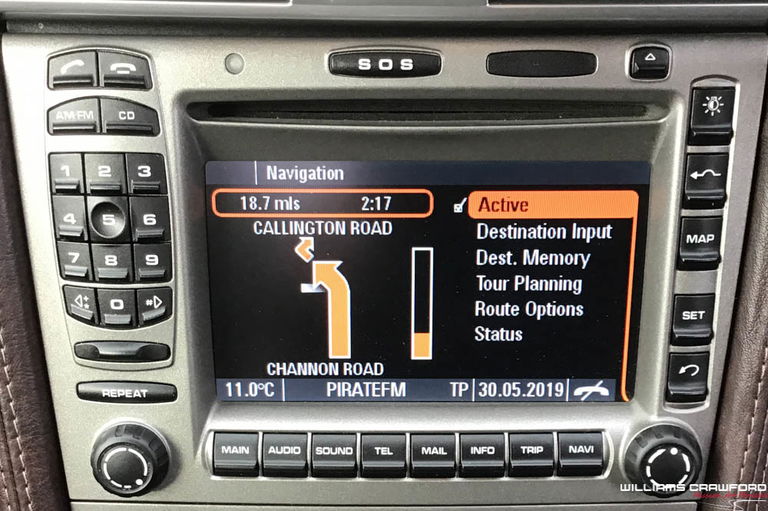 SOS
AM·FM
CD
1 2 3
4 5 6
7 8 9
* 0 #
REPEAT
Navigation
18.7 mls 2:17
CALLINGTON ROAD
CHANNON ROAD
Active
Destination Input
Dest. Memory
Tour Planning
Route Options
Status
11.0°C PIRATEFM TP 30.05.2019
MAP
SET
MAIN AUDIO SOUND TEL MAIL INFO TRIP NAVI
WILLIAMS CRAWFORD